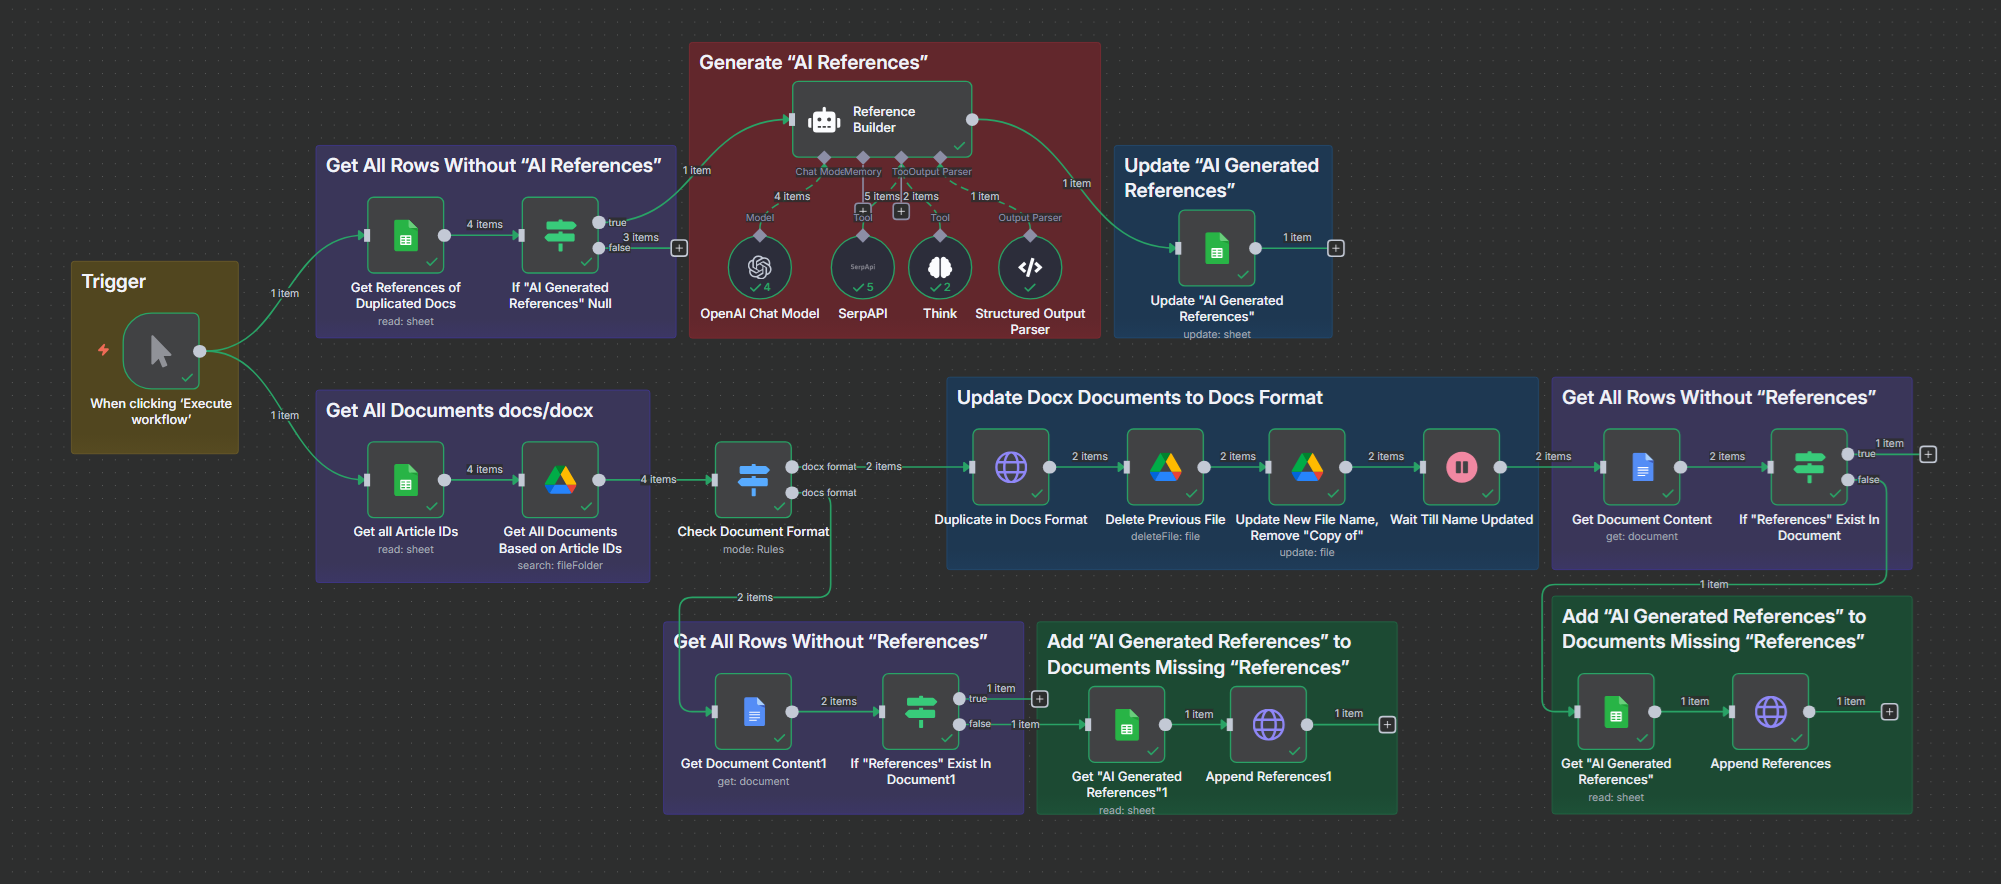 Generate “AI References”
Reference
Builder
Chat Mode
Memory
Too
Output Parser
4 items
5 items
2 items
1 item
Model
Tool
Tool
Output Parser
SerpApi
4
5
2
OpenAI Chat Model
SerpAPI
Think
Structured Output
Parser
Get All Rows Without “AI References”
4 items
true
3 items
false
1 item
Get References of
Duplicated Docs
read: sheet
If "AI Generated
References" Null
1 item
Update “AI Generated
References”
1 item
Update "AI Generated
References"
update: sheet
Trigger
When clicking ‘Execute
workflow’
1 item
1 item
Get All Documents docs/docx
4 items
Get all Article IDs
read: sheet
Get All Documents
Based on Article IDs
search: fileFolder
4 items
docx format
2 items
docs format
Check Document Format
mode: Rules
2 items
Update Docx Documents to Docs Format
2 items
2 items
2 items
2 items
Duplicate in Docs Format
Delete Previous File
deleteFile: file
Update New File Name,
Remove "Copy of"
update: file
Wait Till Name Updated
Get All Rows Without “References”
2 items
1 item
true
false
Get Document Content
get: document
If "References" Exist In
Document
1 item
Get All Rows Without “References”
2 items
1 item
true
false
1 item
Get Document Content1
get: document
If "References" Exist In
Document1
Add “AI Generated References” to
Documents Missing “References”
1 item
1 item
Get "AI Generated
References"1
read: sheet
Append References1
Add “AI Generated References” to
Documents Missing “References”
1 item
1 item
Get "AI Generated
References"
read: sheet
Append References